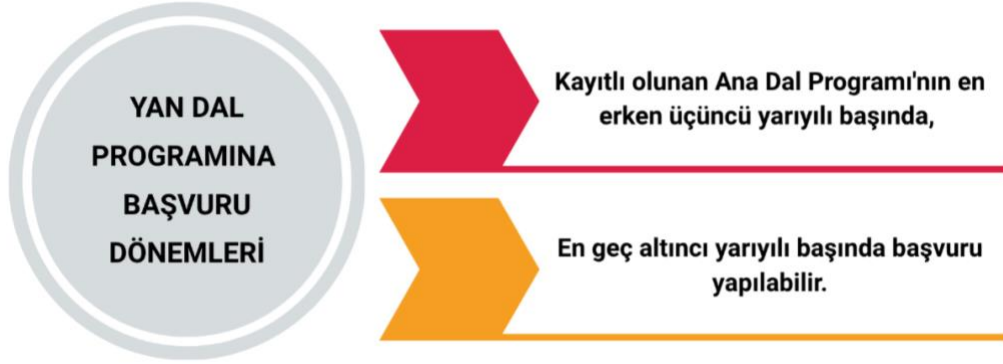 YAN DAL
PROGRAMINA
BAŞVURU
DÖNEMLERİ
Kayıtlı olunan Ana Dal Programı'nın en
erken üçüncü yarıyılı başında,
En geç altıncı yarıyılı başında başvuru
yapılabilir.